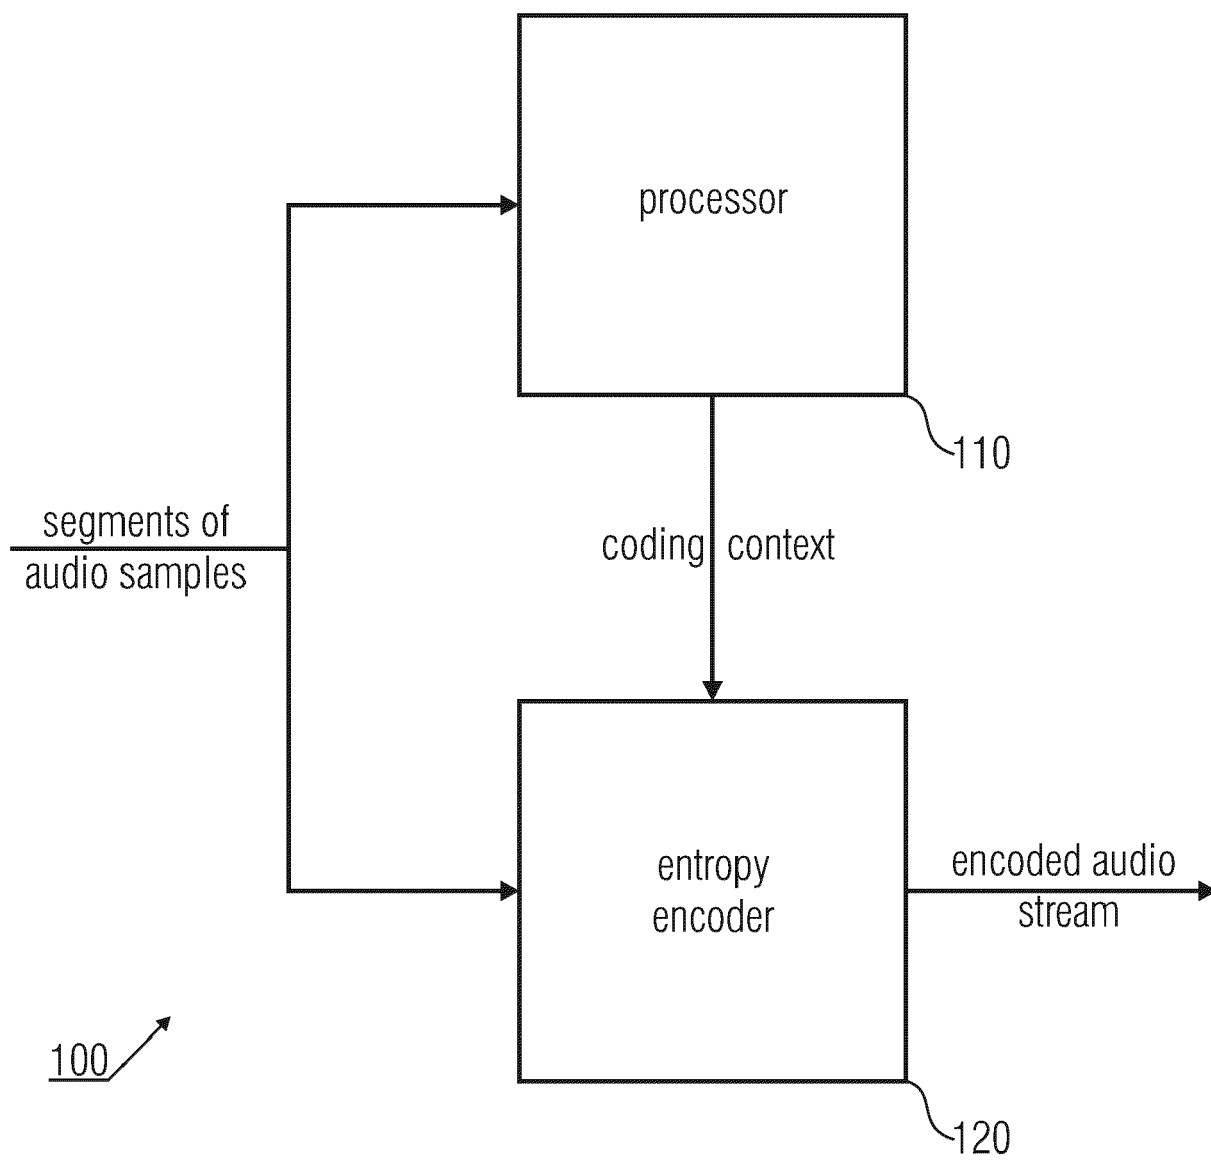 processor
110
segments of
audio samples
coding context
entropy
encoder
encoded audio
stream
100
120